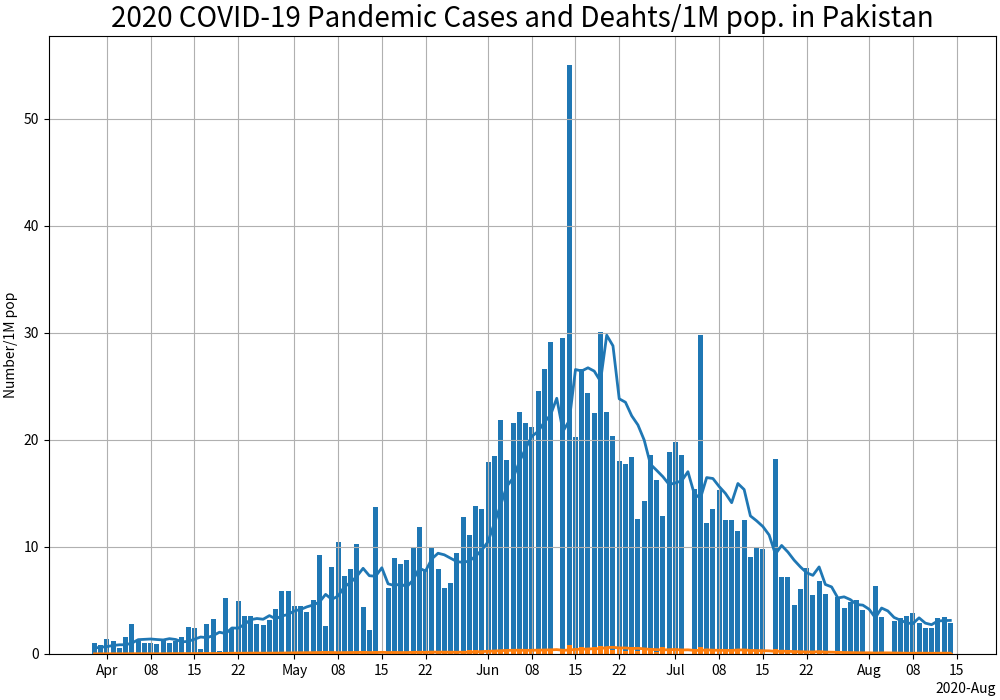 2020 COVID-19 Pandemic Cases and Deahts/1M pop. in Pakistan
Number/1M pop
50
40
30
20
10
0
Apr 08 15 22 May 08 15 22 Jun 08 15 22 Jul 08 15 22 Aug 08 15
2020-Aug